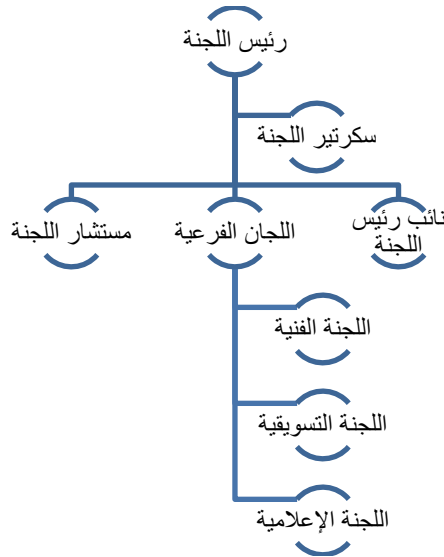 رئيس اللجنة
سكرتير اللجنة
نائب رئيس
اللجنة
اللجان الفرعية
مستشار اللجنة
اللجنة الفنية
اللجنة التسويقية
اللجنة الإعلامية